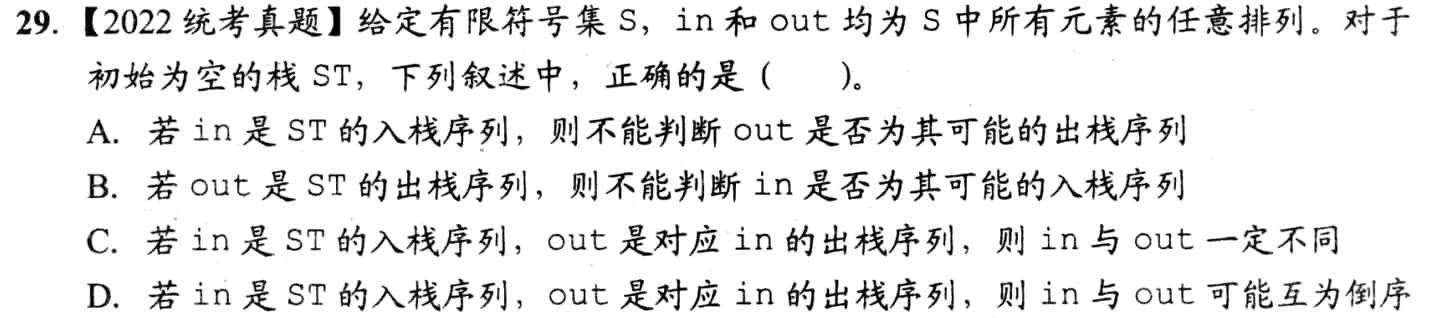 29. 【2022 统考真题】给定有限符号集 S，in 和 out 均为 S 中所有元素的任意排列。对于
初始为空的栈 ST，下列叙述中，正确的是（　　）。
A. 若 in 是 ST 的入栈序列，则不能判断 out 是否为其可能的出栈序列
B. 若 out 是 ST 的出栈序列，则不能判断 in 是否为其可能的入栈序列
C. 若 in 是 ST 的入栈序列，out 是对应 in 的出栈序列，则 in 与 out 一定不同
D. 若 in 是 ST 的入栈序列，out 是对应 in 的出栈序列，则 in 与 out 可能互为倒序